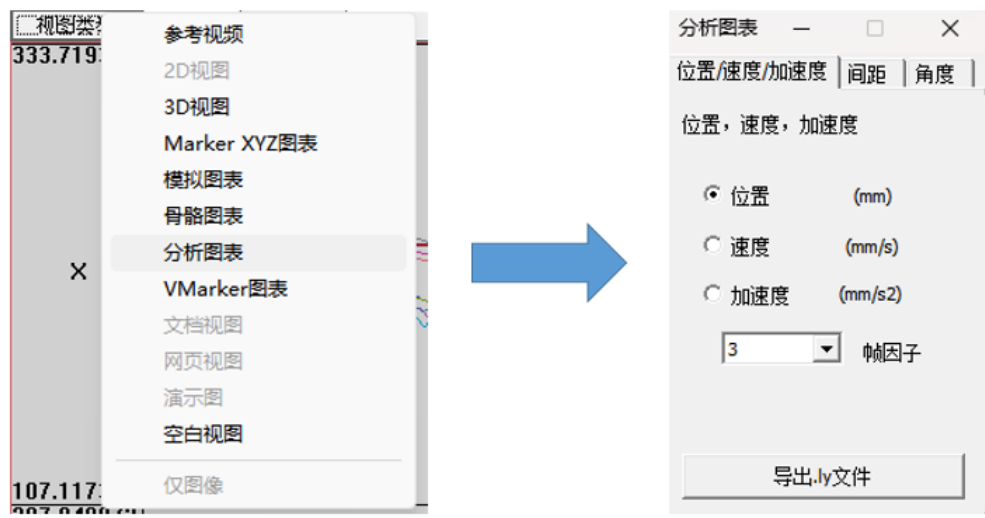 视图类
333.719
X
107.117
参考视频
2D视图
3D视图
Marker XYZ图表
模拟图表
骨骼图表
分析图表
VMarker图表
文档视图
网页视图
演示图
空白视图
仅图像
分析图表
位置/速度/加速度 间距 角度
位置，速度，加速度
位置 (mm)
速度 (mm/s)
加速度 (mm/s2)
3 帧因子
导出.ly文件